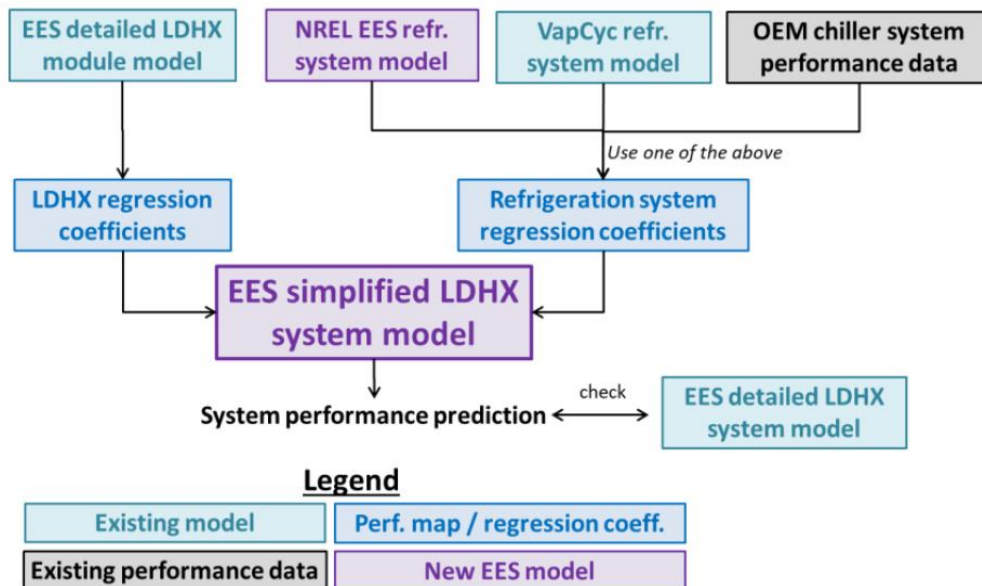 EES detailed LDHX
module model
NREL EES refr.
system model
VapCyc refr.
system model
OEM chiller system
performance data
Use one of the above
LDHX regression
coefficients
Refrigeration system
regression coefficients
EES simplified LDHX
system model
System performance prediction
check
EES detailed LDHX
system model
Legend
Existing model
Perf. map / regression coeff.
Existing performance data
New EES model